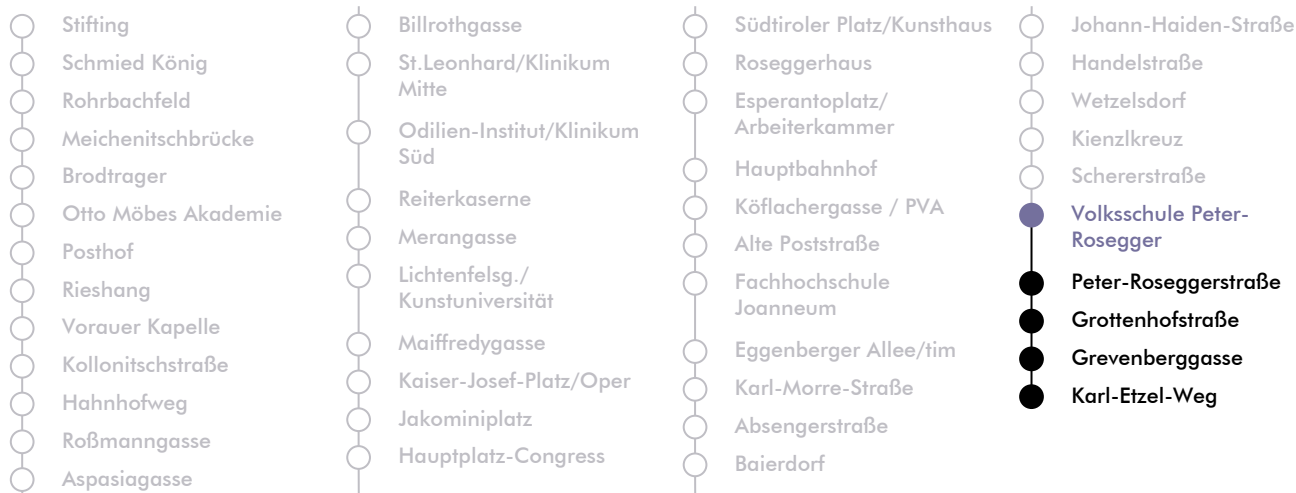 Stifting
Schmied König
Rohrbachfeld
Meichenitschbrücke
Brodtrager
Otto Möbes Akademie
Posthof
Rieshang
Vorauer Kapelle
Kollonitschstraße
Hahnhofweg
Roßmanngasse
Aspasiagasse
Billrothgasse
St.Leonhard/Klinikum
Mitte
Odilien-Institut/Klinikum
Süd
Reiterkaserne
Merangasse
Lichtenfelsg./
Kunstuniversität
Maiffredygasse
Kaiser-Josef-Platz/Oper
Jakominiplatz
Hauptplatz-Congress
Südtiroler Platz/Kunsthaus
Roseggerhaus
Esperantoplatz/
Arbeiterkammer
Hauptbahnhof
Köflachergasse / PVA
Alte Poststraße
Fachhochschule
Joanneum
Eggenberger Allee/tim
Karl-Morre-Straße
Absengerstraße
Baierdorf
Johann-Haiden-Straße
Handelstraße
Wetzelsdorf
Kienzlkreuz
Schererstraße
Volksschule Peter-
Rosegger
Peter-Roseggerstraße
Grottenhofstraße
Grevenberggasse
Karl-Etzel-Weg